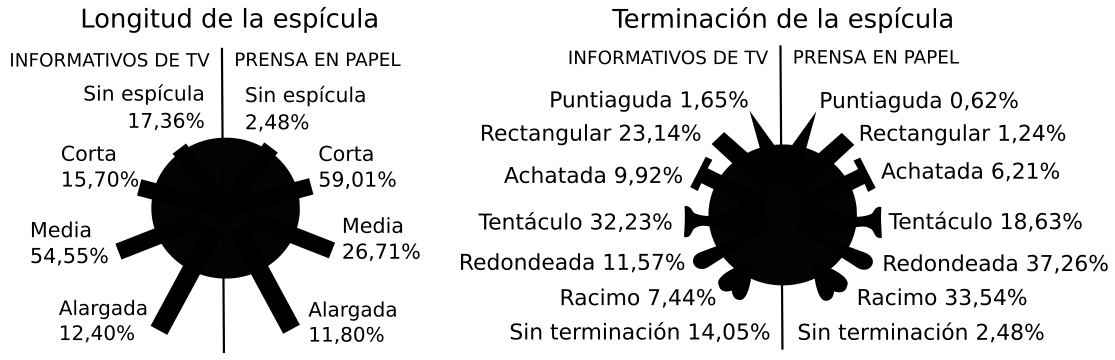 Longitud de la espícula
INFORMATIVOS DE TV
PRENSA EN PAPEL
Sin espícula
17,36%
Sin espícula
2,48%
Corta
15,70%
Corta
59,01%
Media
54,55%
Media
26,71%
Alargada
12,40%
Alargada
11,80%
Terminación de la espícula
INFORMATIVOS DE TV
PRENSA EN PAPEL
Puntiaguda 1,65%
Puntiaguda 0,62%
Rectangular 23,14%
Rectangular 1,24%
Achatada 9,92%
Achatada 6,21%
Tentáculo 32,23%
Tentáculo 18,63%
Redondeada 11,57%
Redondeada 37,26%
Racimo 7,44%
Racimo 33,54%
Sin terminación 14,05%
Sin terminación 2,48%